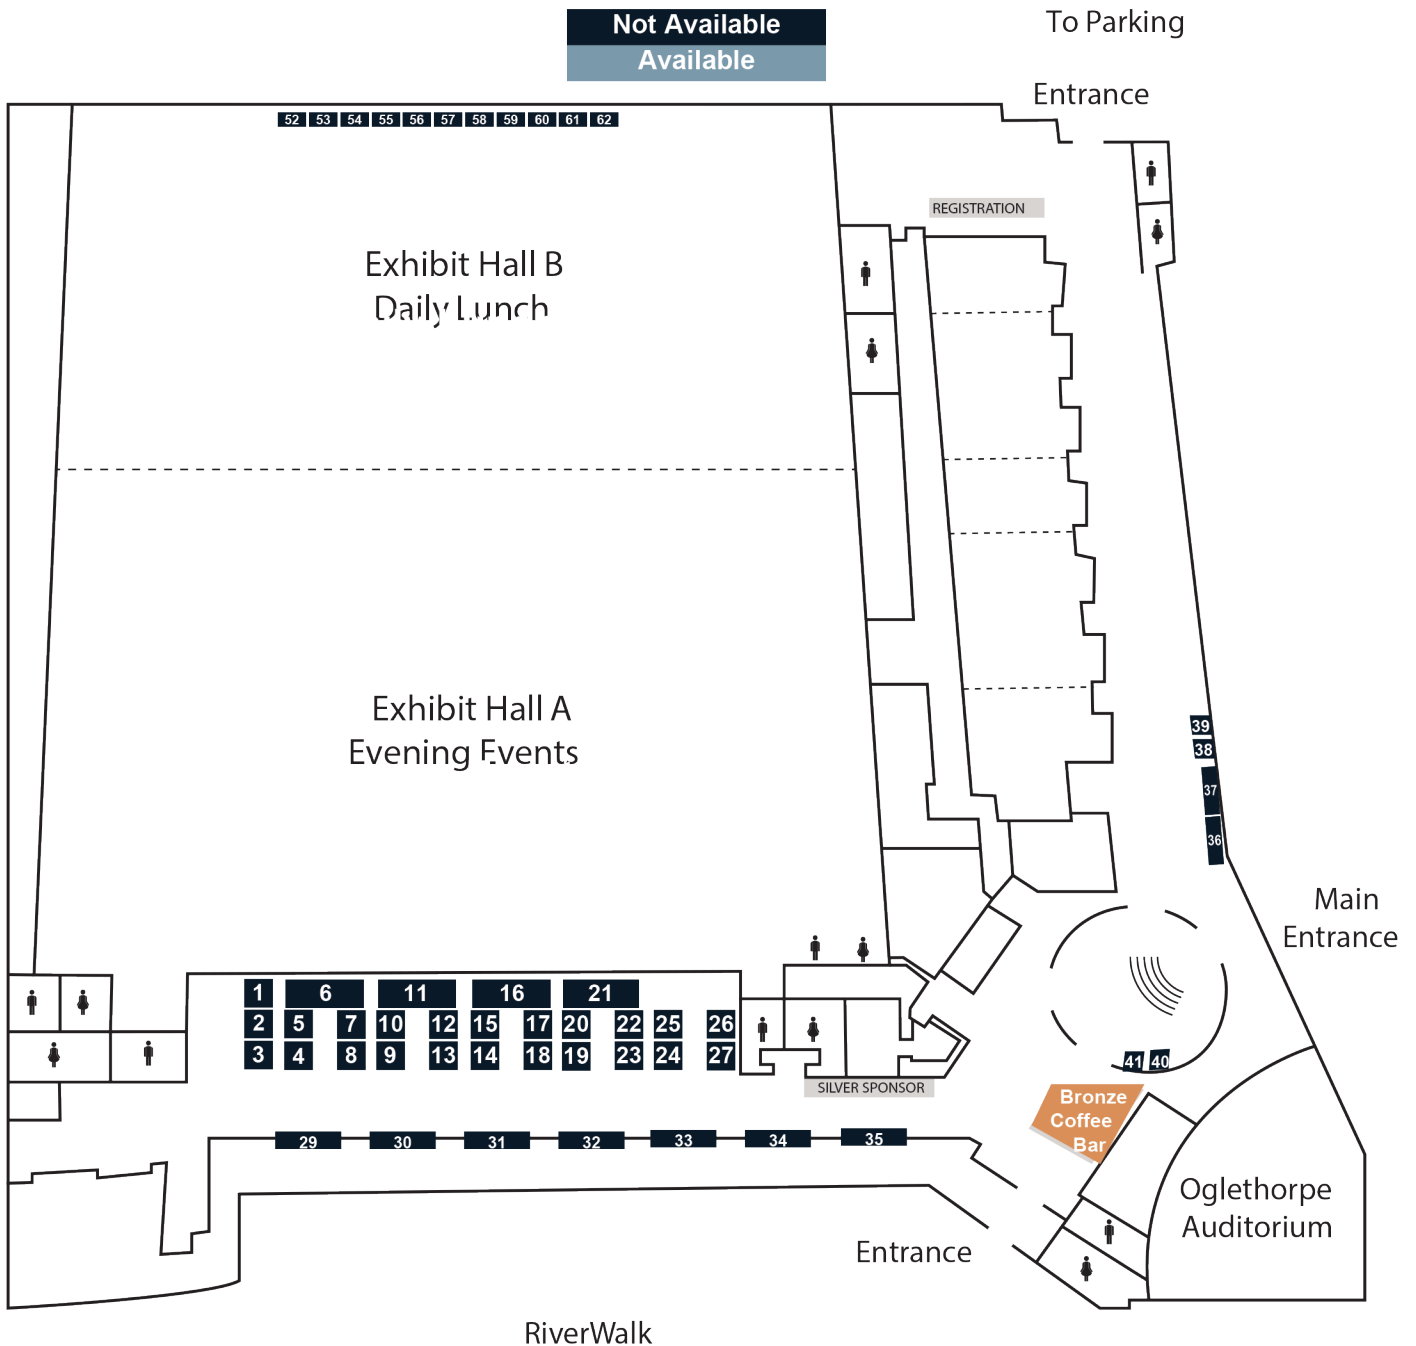 Not Available
Available
To Parking
Entrance
52 53 54 55 56 57 58 59 60 61 62
REGISTRATION
Exhibit Hall B
Daily Lunch
Exhibit Hall A
Evening Events
39
38
37
36
Main
Entrance
1 6 11 16 21
2 5 7 10 12 15 17 20 22 25 26
3 4 8 9 13 14 18 19 23 24 27
41 40
SILVER SPONSOR
Bronze
Coffee
Bar
29 30 31 32 33 34 35
Oglethorpe
Auditorium
Entrance
RiverWalk